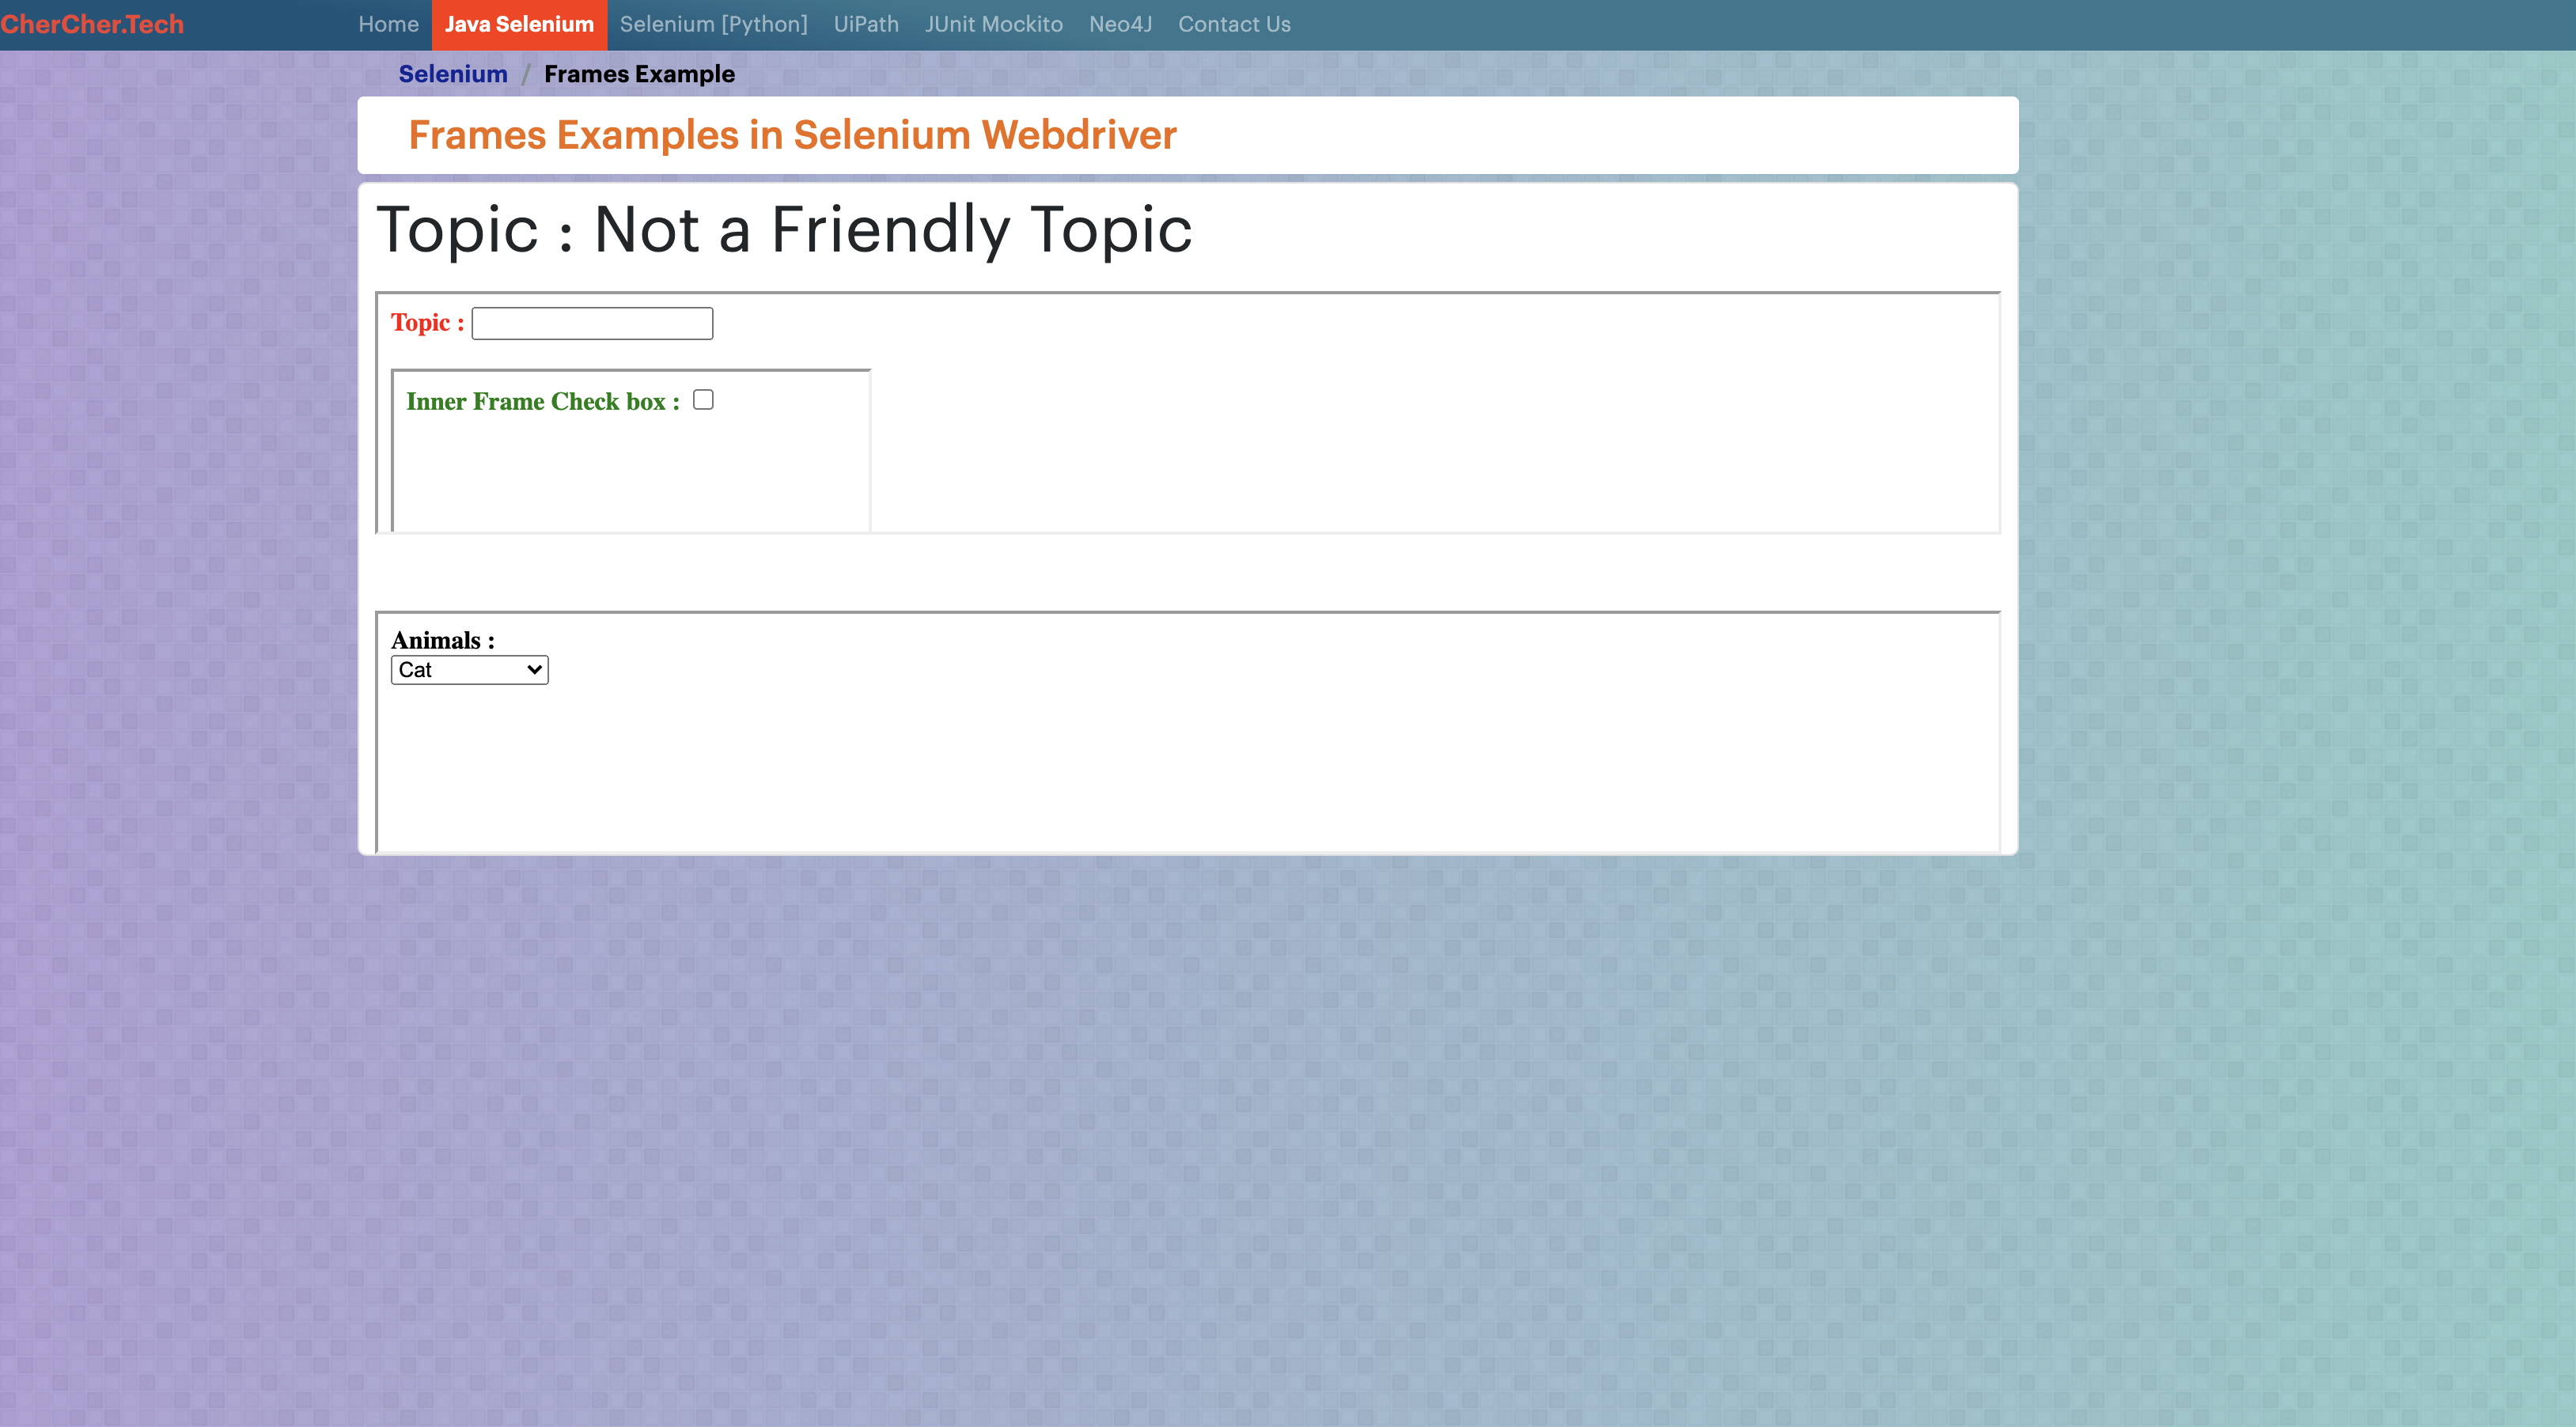 CherCher.Tech Home Java Selenium Selenium [Python] UiPath JUnit Mockito Neo4J Contact Us
Selenium / Frames Example
Frames Examples in Selenium Webdriver
Topic : Not a Friendly Topic
Topic :
Inner Frame Check box :
Animals :
Cat